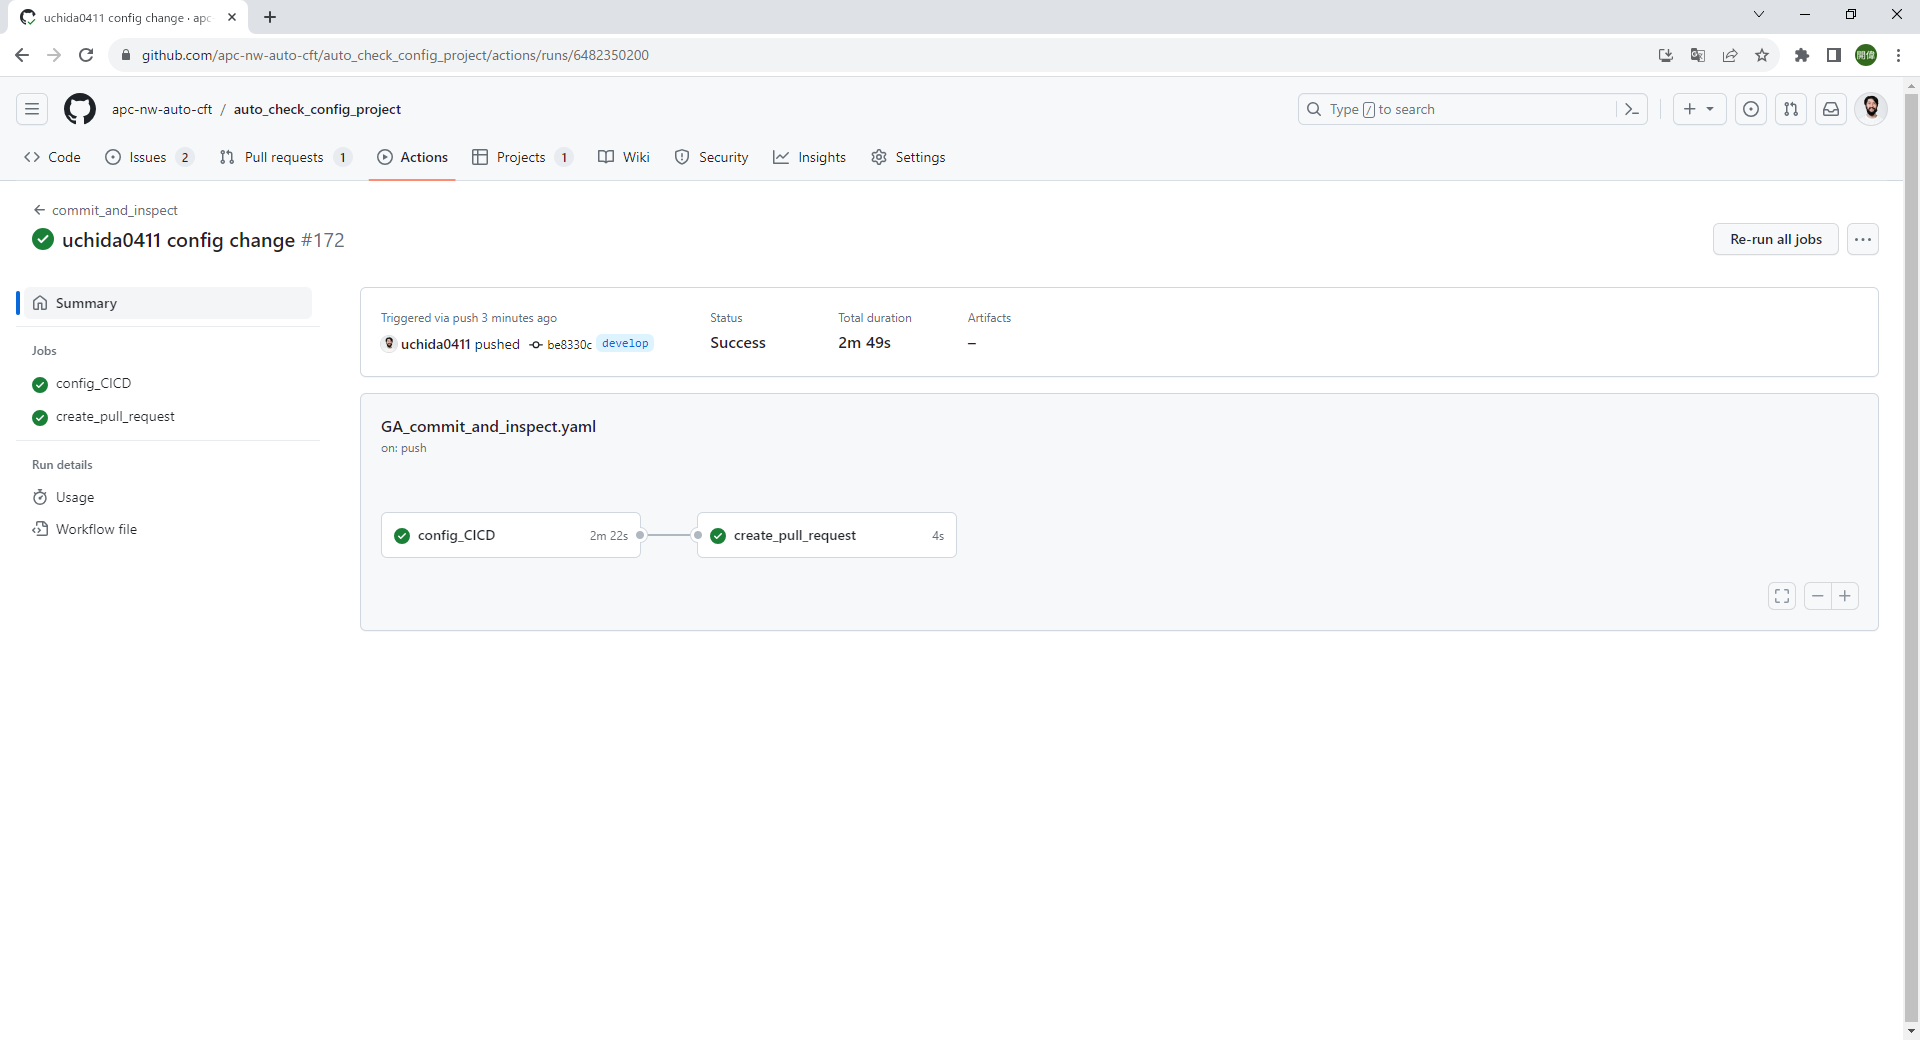 uchida0411 config change · apc
github.com/apc-nw-auto-cft/auto_check_config_project/actions/runs/6482350200
開偉
apc-nw-auto-cft / auto_check_config_project
Type / to search
Code
Issues 2
Pull requests 1
Actions
Projects 1
Wiki
Security
Insights
Settings
commit_and_inspect
uchida0411 config change #172
Re-run all jobs
Summary
Jobs
config_CICD
create_pull_request
Run details
Usage
Workflow file
Triggered via push 3 minutes ago
uchida0411 pushed be8330c develop
Status
Success
Total duration
2m 49s
Artifacts
–
GA_commit_and_inspect.yaml
on: push
config_CICD 2m 22s
create_pull_request 4s